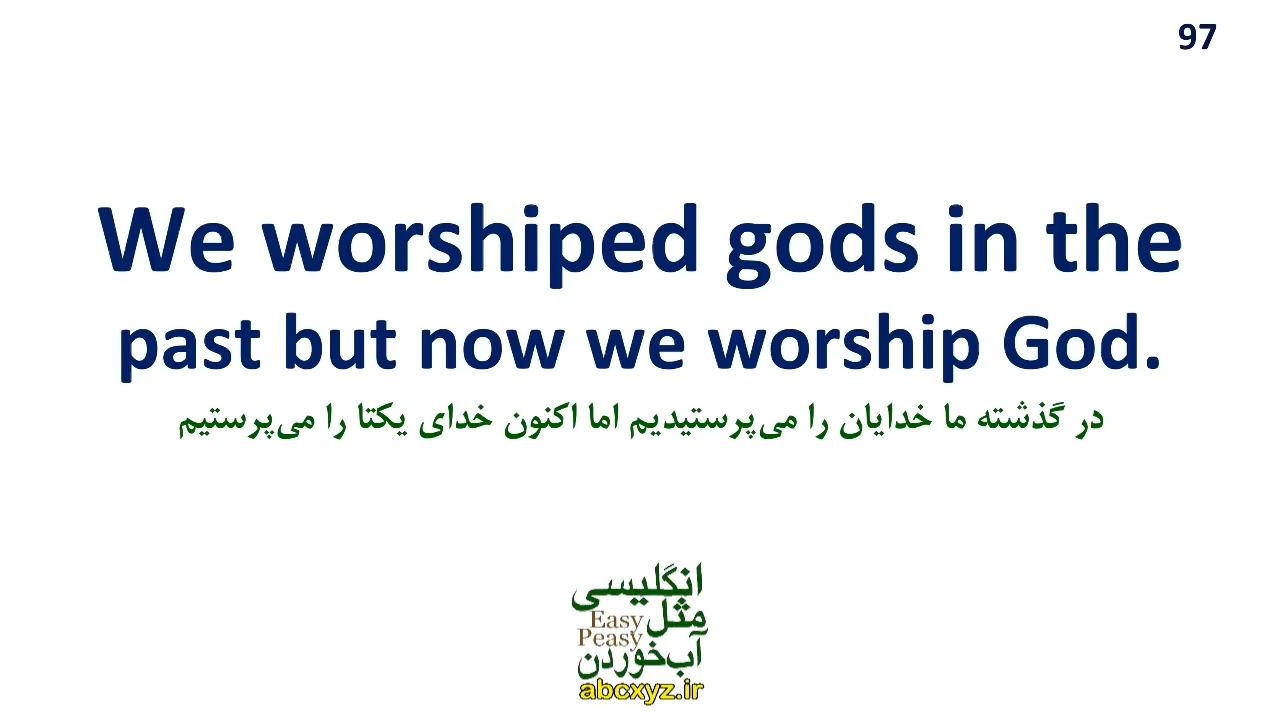 97
We worshiped gods in the
past but now we worship God.
در گذشته ما خدایان را می‌پرستیدیم اما اکنون خدای یکتا را می‌پرستیم
انگلیسی
مثل
Easy
Peasy
آب‌خوردن
abcxyz.ir